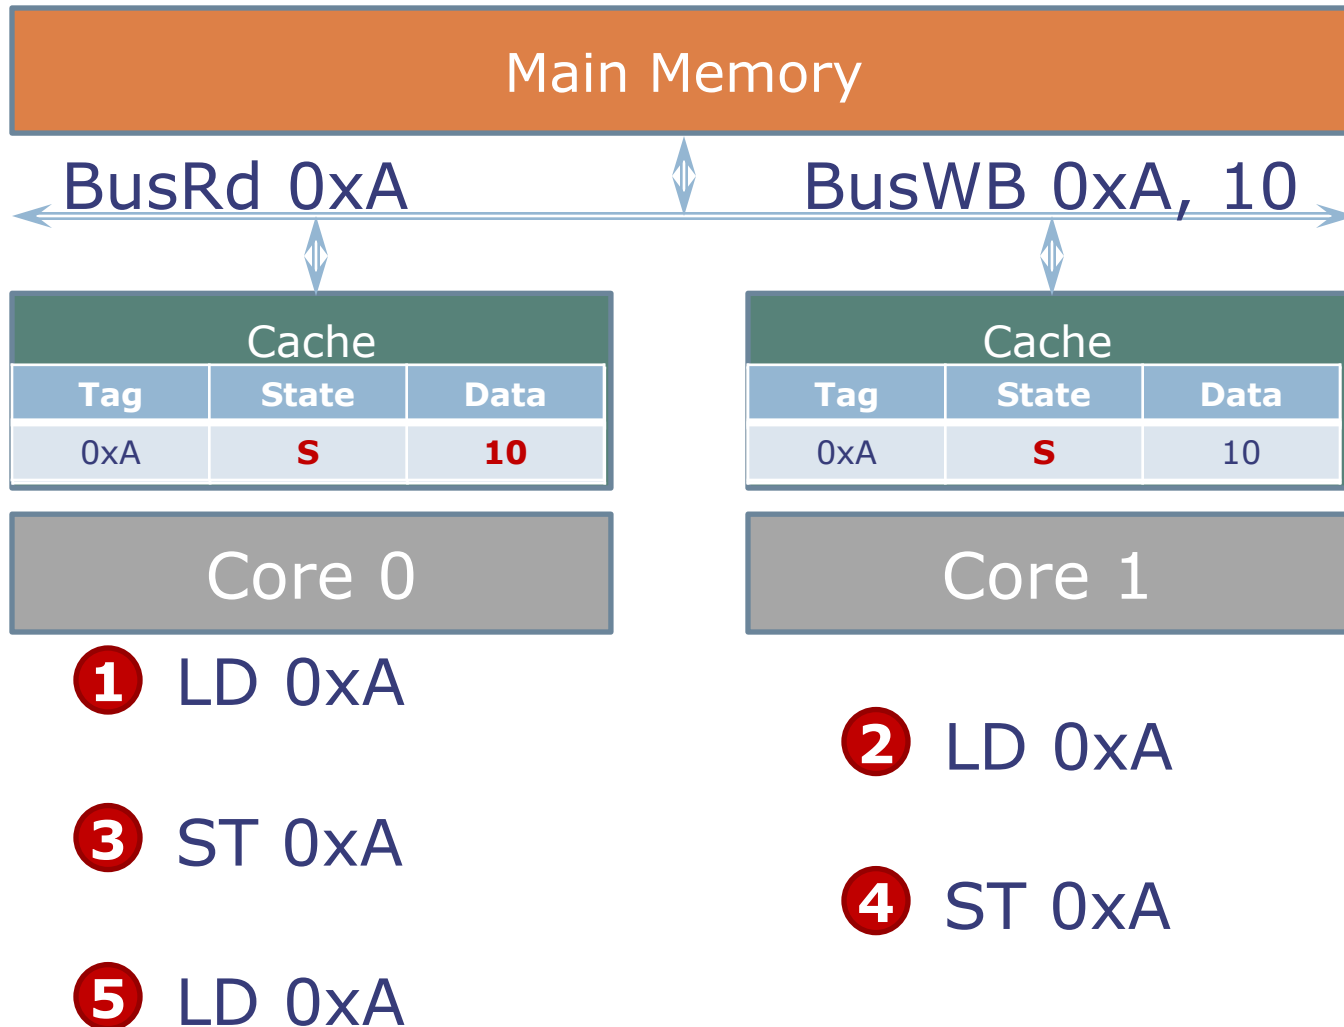 Main Memory
BusRd 0xA
BusWB 0xA, 10
Cache
Tag State Data
0xA S 10
Cache
Tag State Data
0xA S 10
Core 0
Core 1
1 LD 0xA
2 LD 0xA
3 ST 0xA
4 ST 0xA
5 LD 0xA